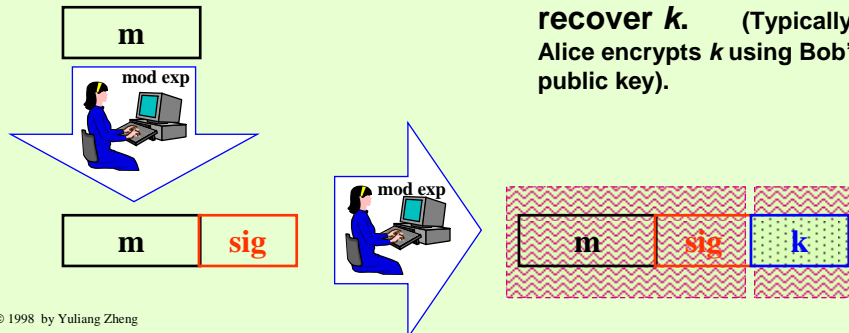 recover k. (Typically
Alice encrypts k using Bob'
public key).
m
mod exp
m sig
mod exp
m sig k
© 1998 by Yuliang Zheng